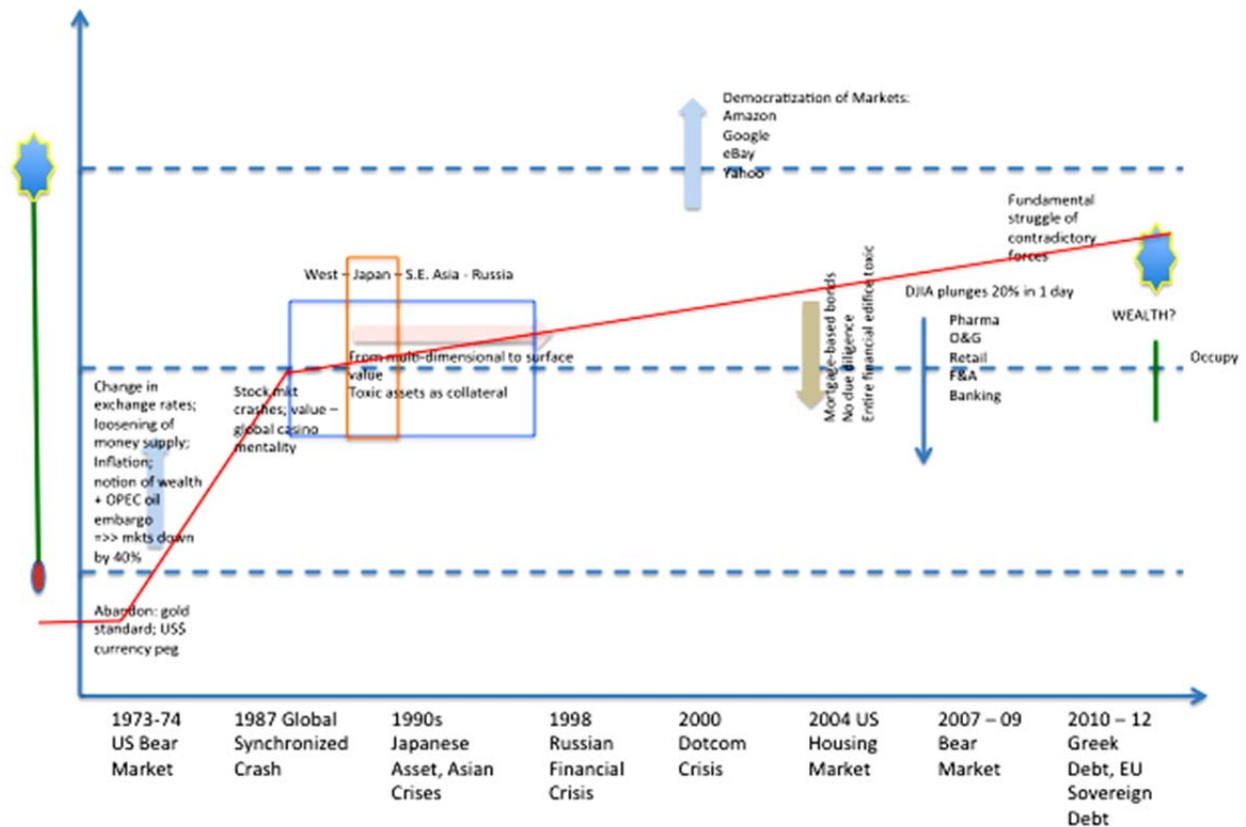 Democratization of Markets:
Amazon
Google
eBay
Yahoo
Fundamental
struggle of
contradictory
forces
West – Japan – S.E. Asia - Russia
DJIA plunges 20% in 1 day
WEALTH?
Pharma
O&G
Retail
F&A
Banking
Occupy
Mortgage-based bonds
No due diligence
Entire financial edifice toxic
From multi-dimensional to surface
value
Toxic assets as collateral
Change in
exchange rates;
loosening of
money supply;
Inflation;
notion of wealth
+ OPEC oil
embargo
=>> mkts down
by 40%
Stock mkt
crashes; value –
global casino
mentality
Abandon: gold
standard; US$
currency peg
1973-74
US Bear
Market
1987 Global
Synchronized
Crash
1990s
Japanese
Asset, Asian
Crises
1998
Russian
Financial
Crisis
2000
Dotcom
Crisis
2004 US
Housing
Market
2007 – 09
Bear
Market
2010 – 12
Greek
Debt, EU
Sovereign
Debt